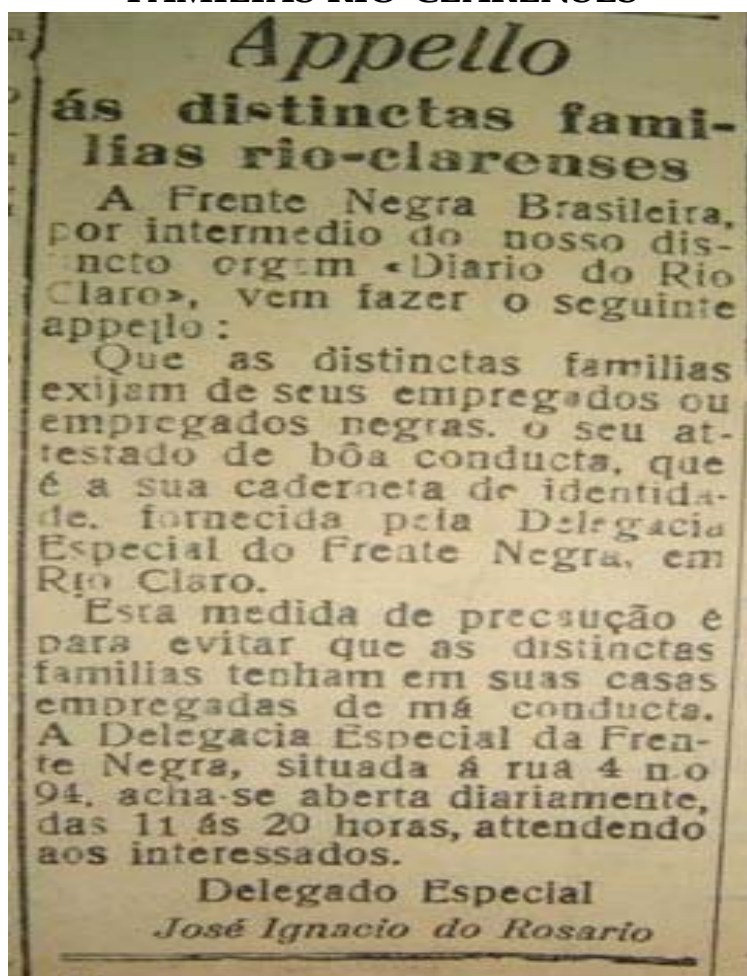 FAMÍLIAS RIO-CLARENSES
Appello
ás distinctas fami-
lias rio-clarenses
A Frente Negra Brasileira,
por intermedio do nosso dis-
incto orgam «Diario do Rio
Claro», vem fazer o seguinte
appello :
Que as distinctas familias
exijam de seus empregados ou
empregados negras. o seu at-
testado de bôa conducta, que
é a sua caderneta de identida-
de, fornecida pela Delegacia
Especial do Frente Negra, em
Rio Claro.
Esta medida de precaução é
para evitar que as distinctas
familias tenham em suas casas
empregadas de má conducta.
A Delegacia Especial da Fren-
te Negra, situada á rua 4 n.o
94, acha-se aberta diariamente,
das 11 ás 20 horas, attendendo
aos interessados.
Delegado Especial
José Ignacio do Rosario